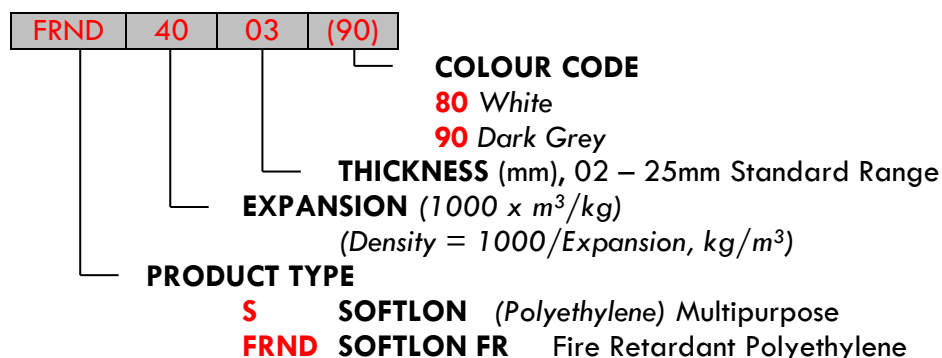 FRND 40 03 (90)
COLOUR CODE
80 White
90 Dark Grey
THICKNESS (mm), 02 – 25mm Standard Range
EXPANSION (1000 x m³/kg)
(Density = 1000/Expansion, kg/m³)
PRODUCT TYPE
S SOFTLON (Polyethylene) Multipurpose
FRND SOFTLON FR Fire Retardant Polyethylene